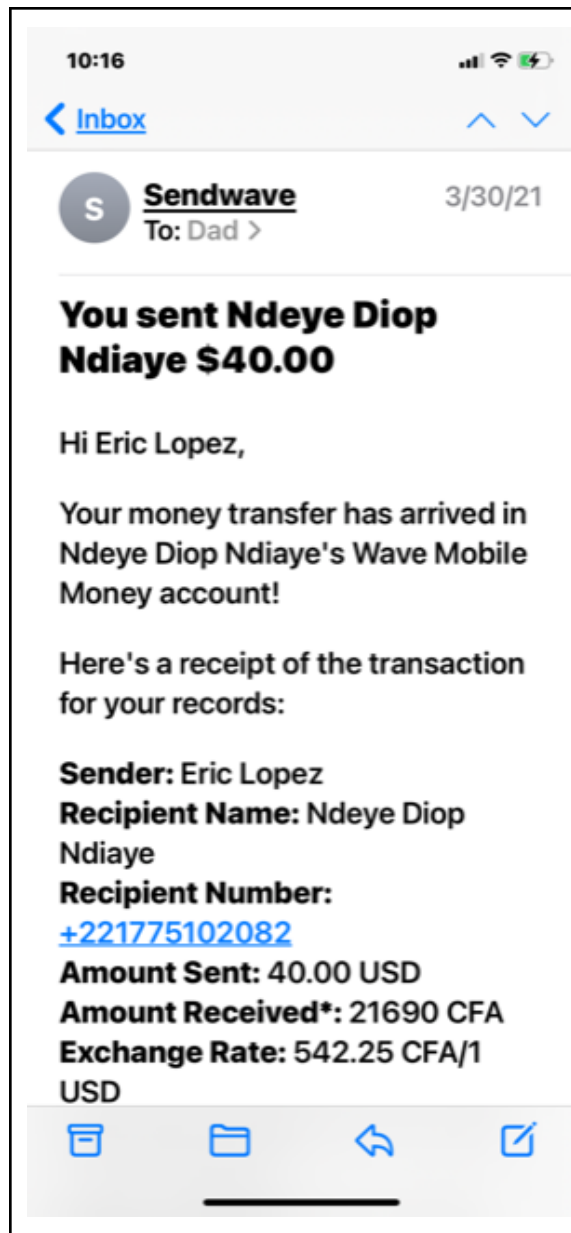 10:16
Inbox
S
Sendwave
3/30/21
To: Dad >
You sent Ndeye Diop
Ndiaye $40.00
Hi Eric Lopez,
Your money transfer has arrived in
Ndeye Diop Ndiaye's Wave Mobile
Money account!
Here's a receipt of the transaction
for your records:
Sender: Eric Lopez
Recipient Name: Ndeye Diop
Ndiaye
Recipient Number:
+221775102082
Amount Sent: 40.00 USD
Amount Received*: 21690 CFA
Exchange Rate: 542.25 CFA/1
USD